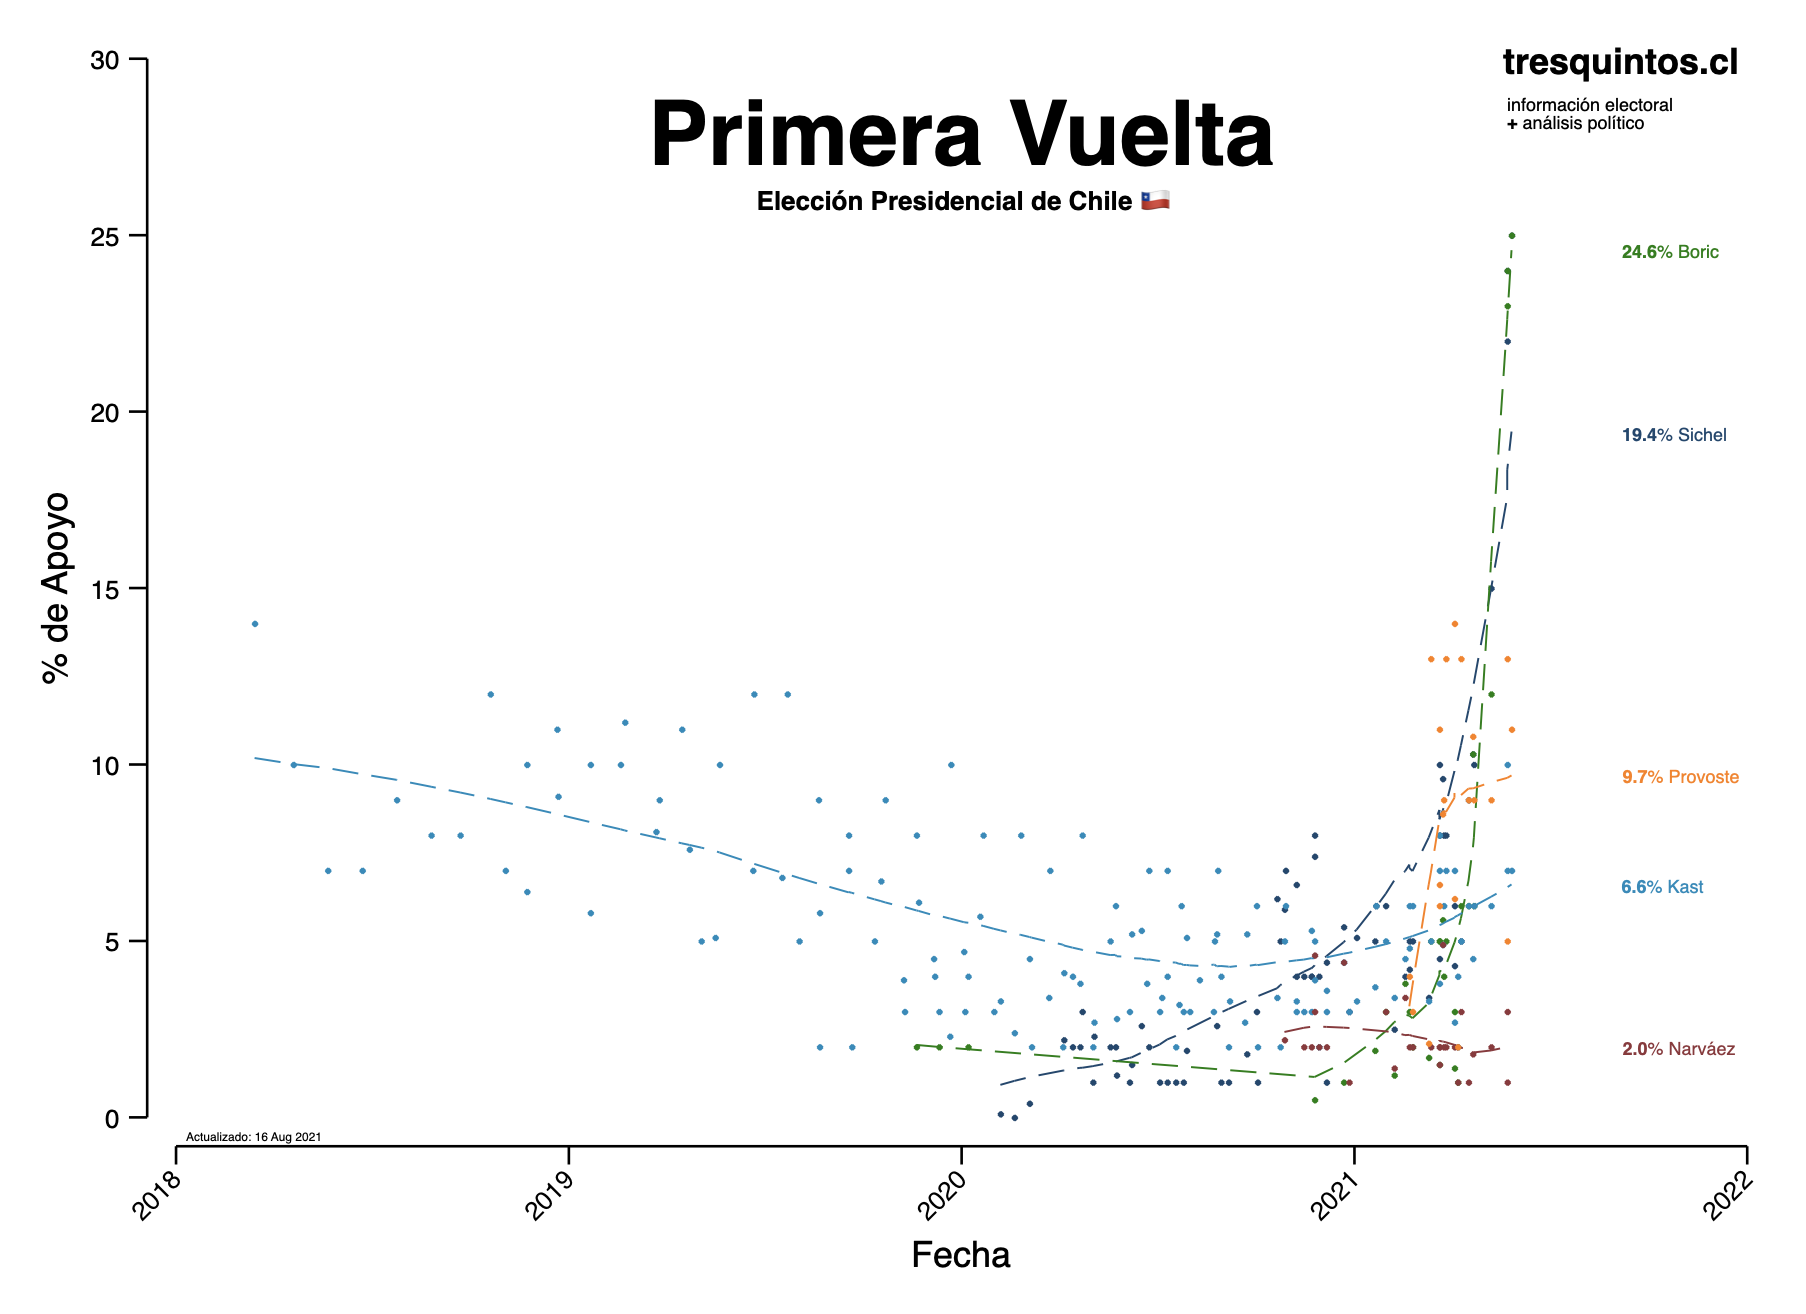 tresquintos.cl
información electoral
+ análisis político
Primera Vuelta
Elección Presidencial de Chile 🇨🇱
% de Apoyo
30
25
20
15
10
5
0
24.6% Boric
19.4% Sichel
9.7% Provoste
6.6% Kast
2.0% Narváez
Actualizado: 16 Aug 2021
2018
2019
2020
2021
2022
Fecha